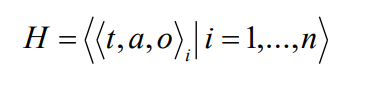 H = ⟨⟨t,a,o⟩ᵢ | i = 1,...,n⟩